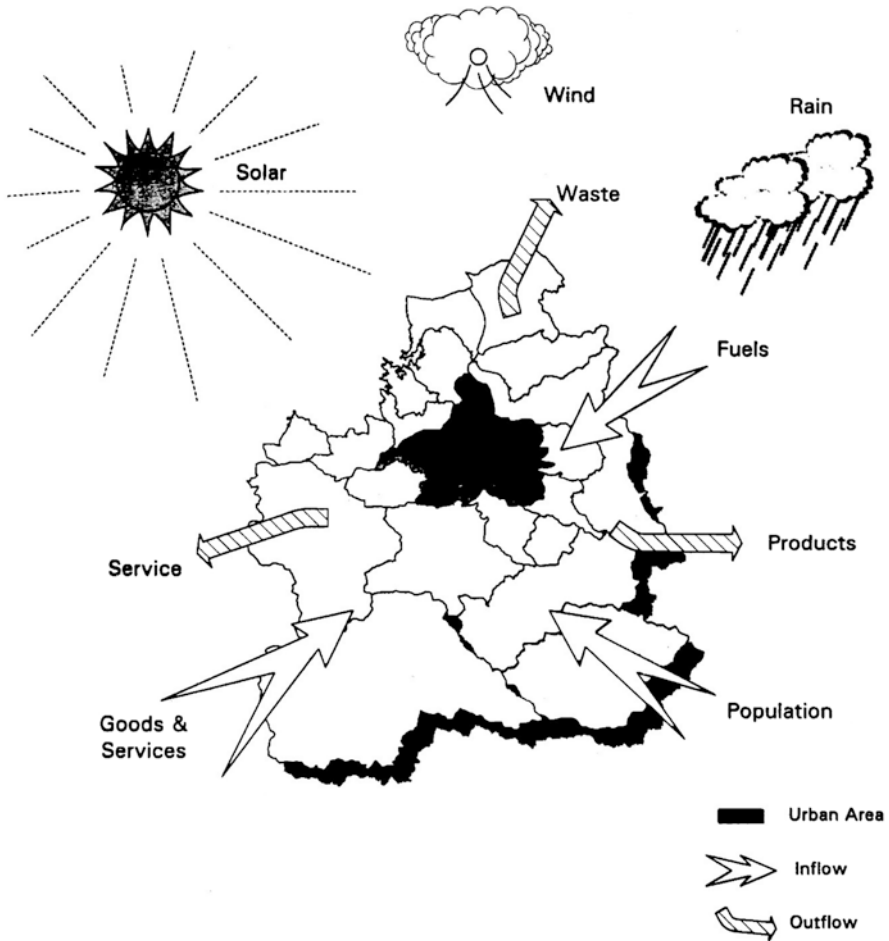 Wind
Rain
Solar
Waste
Fuels
Products
Service
Goods &
Services
Population
Urban Area
Inflow
Outflow